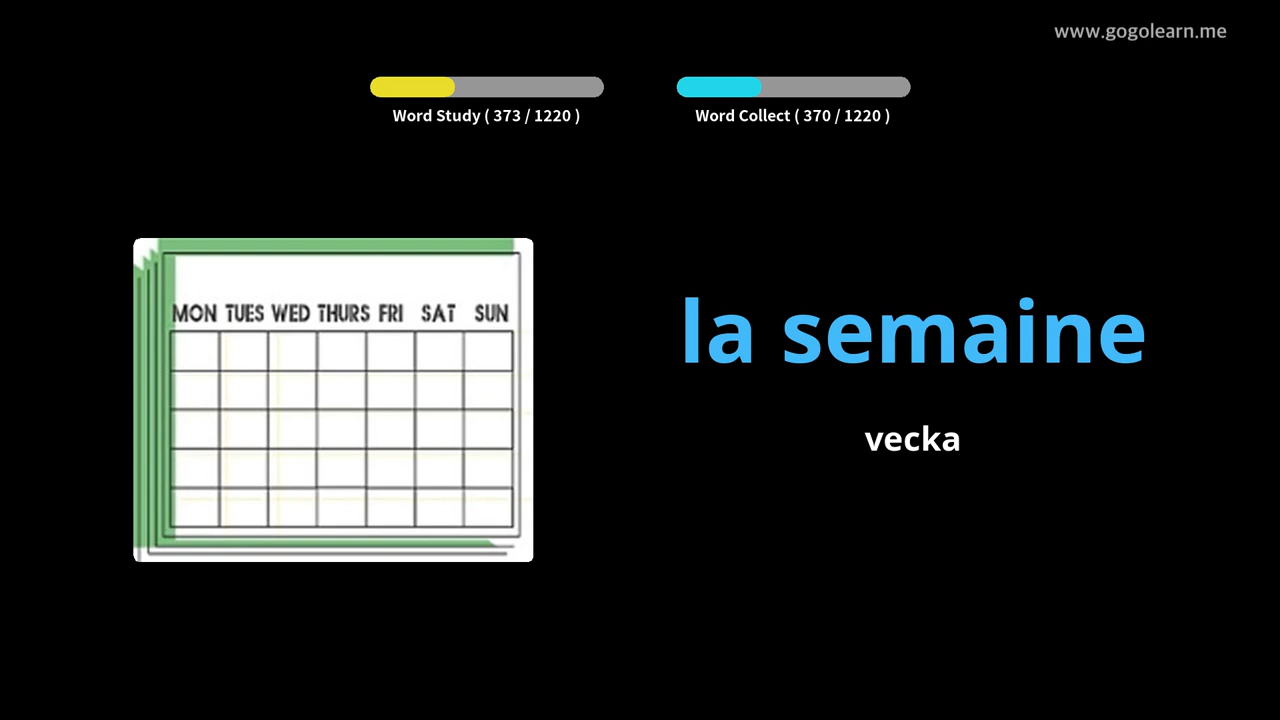 www.gogolearn.me
Word Study ( 373 / 1220 )
Word Collect ( 370 / 1220 )
MON TUES WED THURS FRI SAT SUN
la semaine
vecka